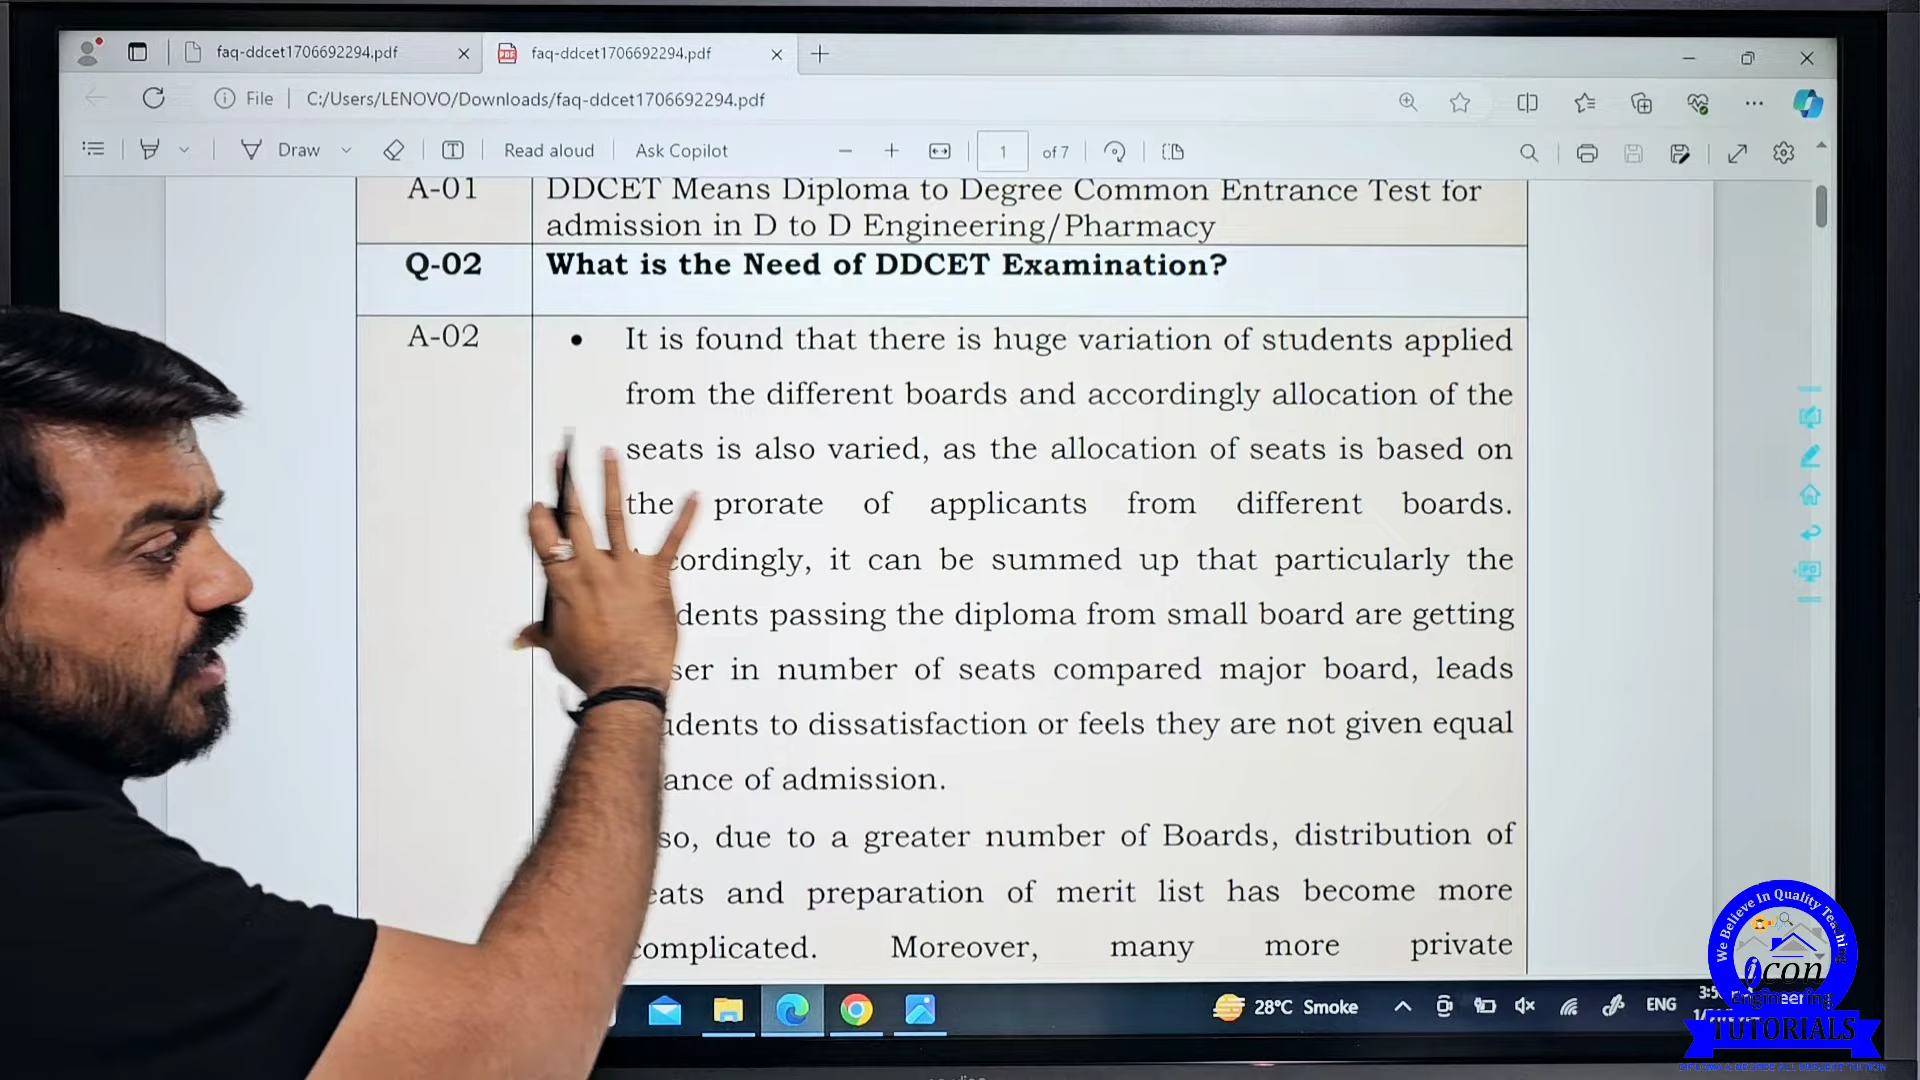 faq-ddcet1706692294.pdf
faq-ddcet1706692294.pdf
File
C:/Users/LENOVO/Downloads/faq-ddcet1706692294.pdf
Draw
Read aloud
Ask Copilot
1
of 7
A-01
DDCET Means Diploma to Degree Common Entrance Test for
admission in D to D Engineering/Pharmacy
Q-02
What is the Need of DDCET Examination?
A-02
• It is found that there is huge variation of students applied
from the different boards and accordingly allocation of the
seats is also varied, as the allocation of seats is based on
the prorate of applicants from different boards.
cordingly, it can be summed up that particularly the
dents passing the diploma from small board are getting
ser in number of seats compared major board, leads
udents to dissatisfaction or feels they are not given equal
ance of admission.
so, due to a greater number of Boards, distribution of
eats and preparation of merit list has become more
complicated. Moreover, many more private
28°C Smoke
ENG
We Believe In Quality Teaching
icon
Engineering
TUTORIALS
DIPLOMA & DEGREE ALL SUBJECT TUITION